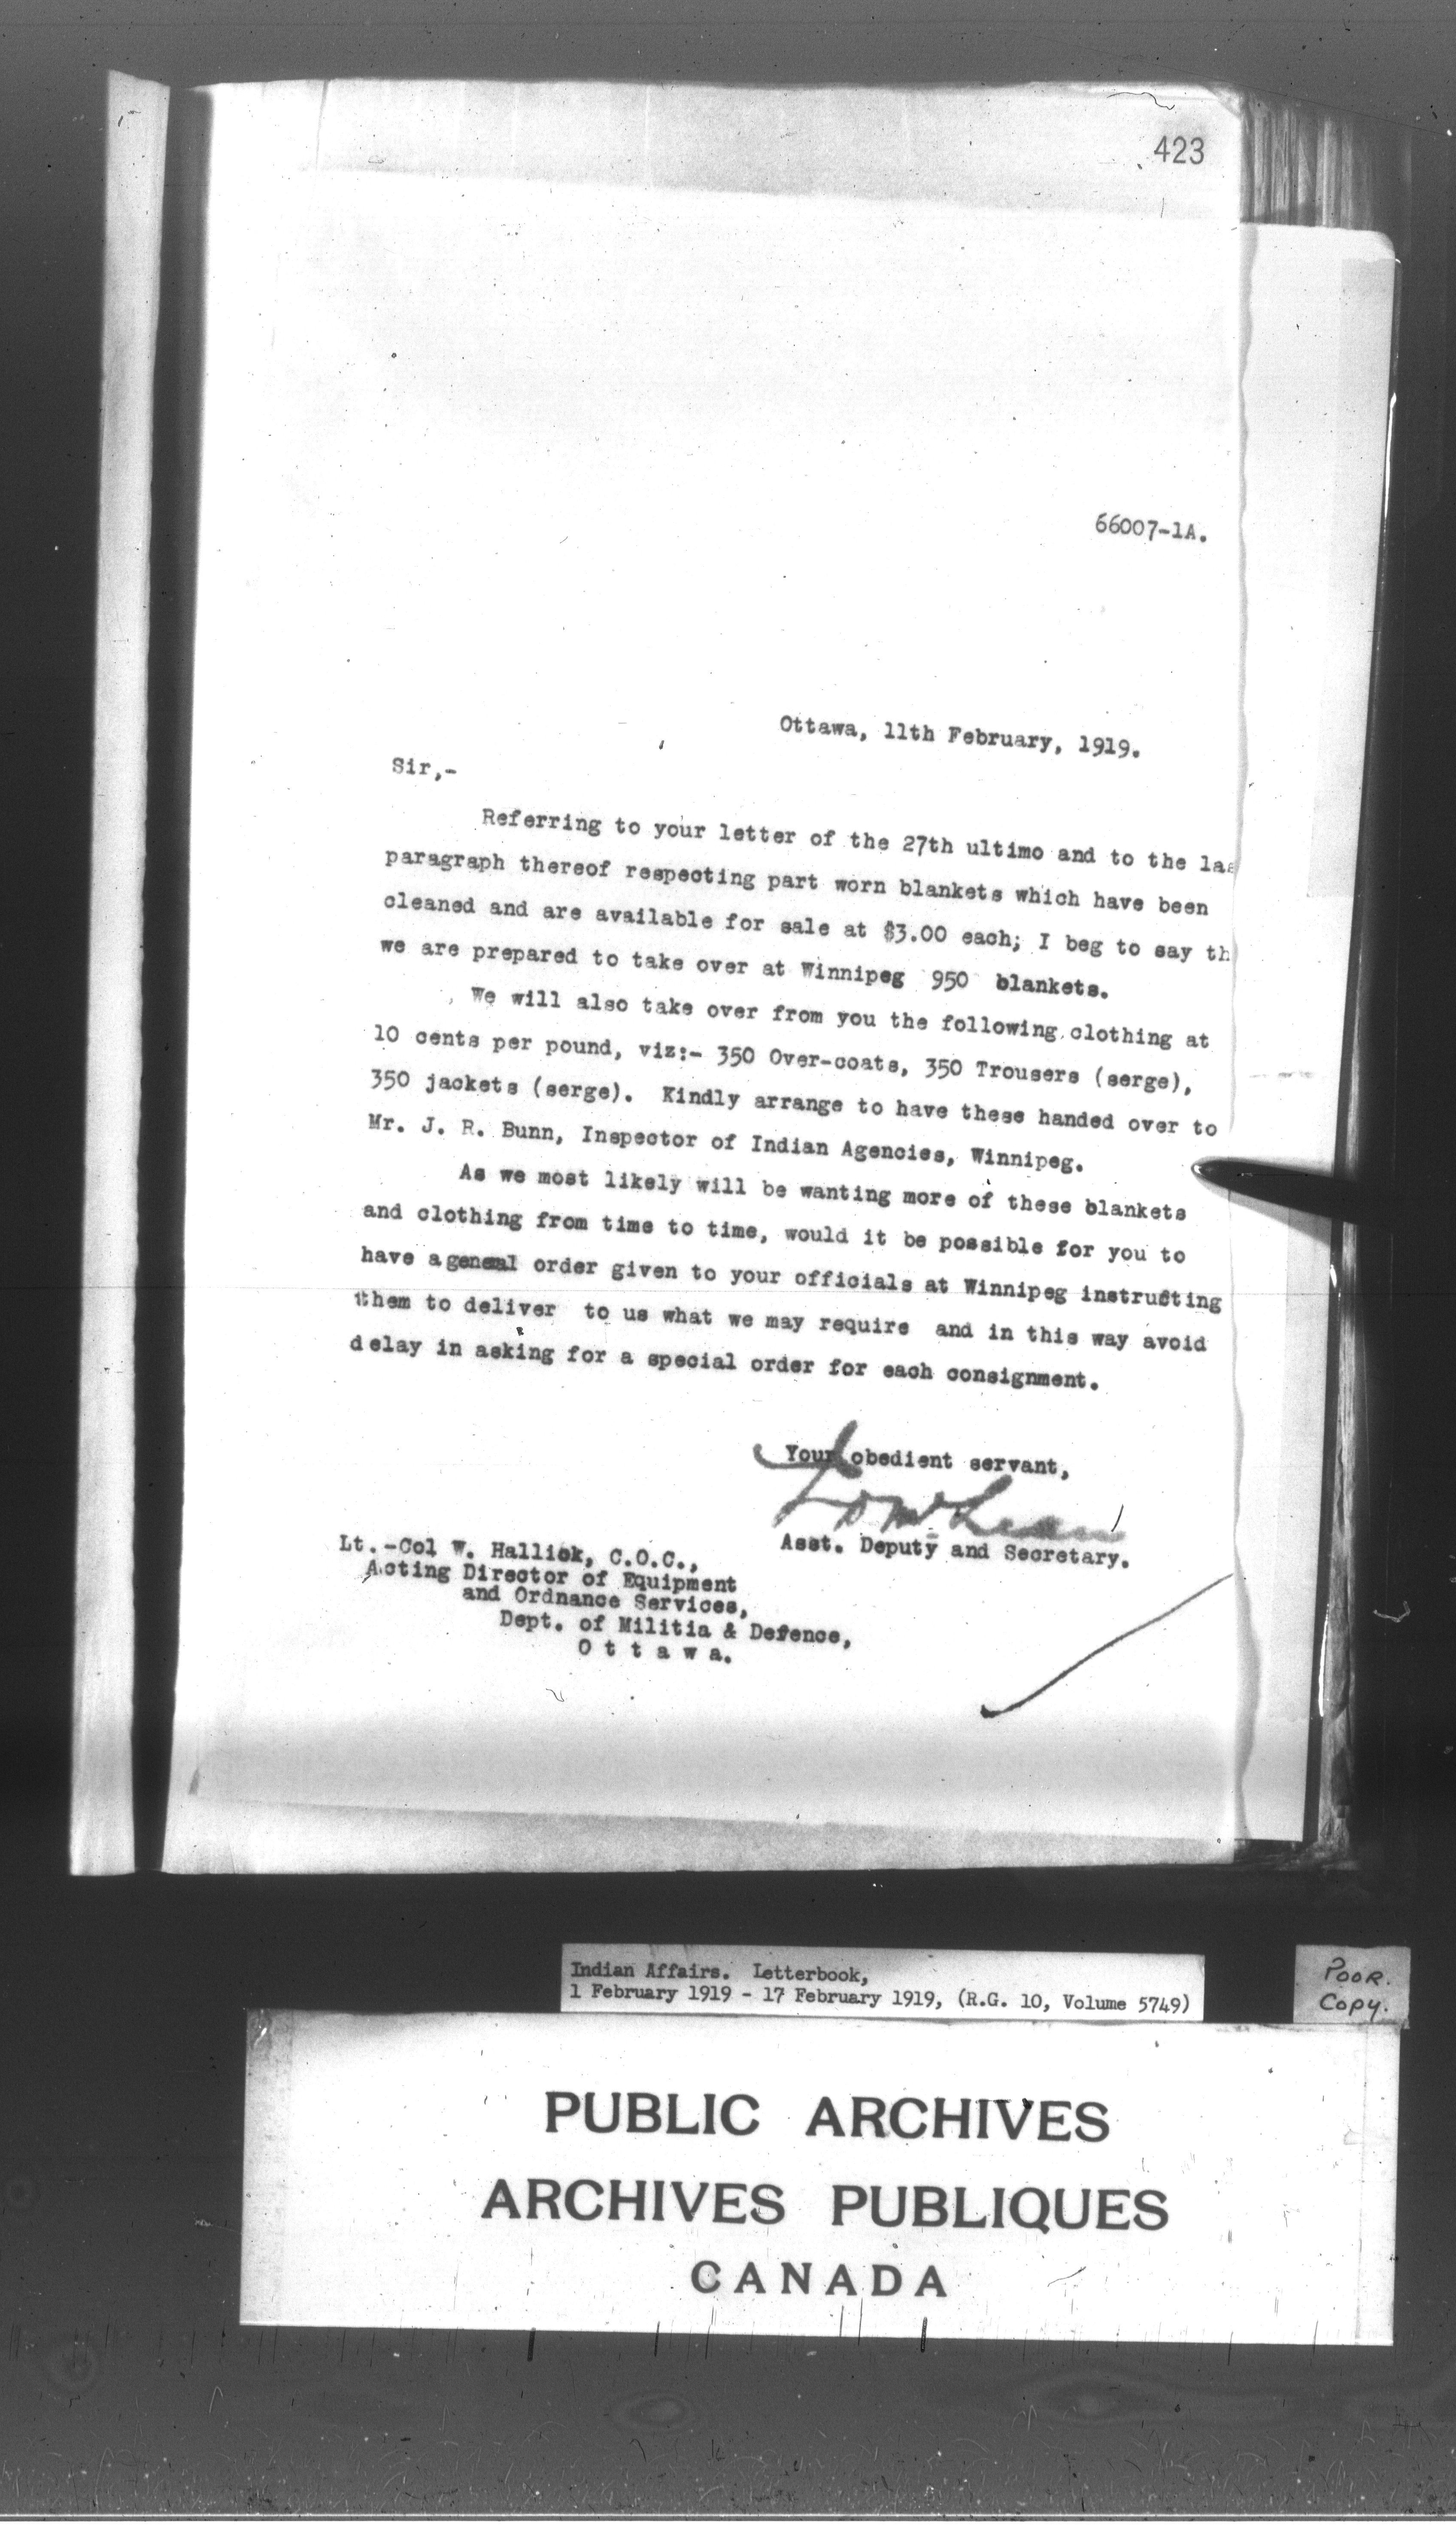 423
66007-1A.
Ottawa, 11th February, 1919.
Sir,-
Referring to your letter of the 27th ultimo and to the las
paragraph thereof respecting part worn blankets which have been
cleaned and are available for sale at $3.00 each; I beg to say th
we are prepared to take over at Winnipeg 950 blankets.
We will also take over from you the following clothing at
10 cents per pound, viz:- 350 Over-coats, 350 Trousers (serge),
350 jackets (serge). Kindly arrange to have these handed over to
Mr. J. R. Bunn, Inspector of Indian Agencies, Winnipeg.
As we most likely will be wanting more of these blankets
and clothing from time to time, would it be possible for you to
have a general order given to your officials at Winnipeg instructing
them to deliver to us what we may require and in this way avoid
delay in asking for a special order for each consignment.
Your obedient servant,
Asst. Deputy and Secretary.
Lt.-Col W. Hallick, C.O.C.,
Acting Director of Equipment
and Ordnance Services,
Dept. of Militia & Defence,
O t t a w a.
Indian Affairs. Letterbook,
1 February 1919 - 17 February 1919, (R.G. 10, Volume 5749)
POOR.
Copy.
PUBLIC ARCHIVES
ARCHIVES PUBLIQUES
CANADA